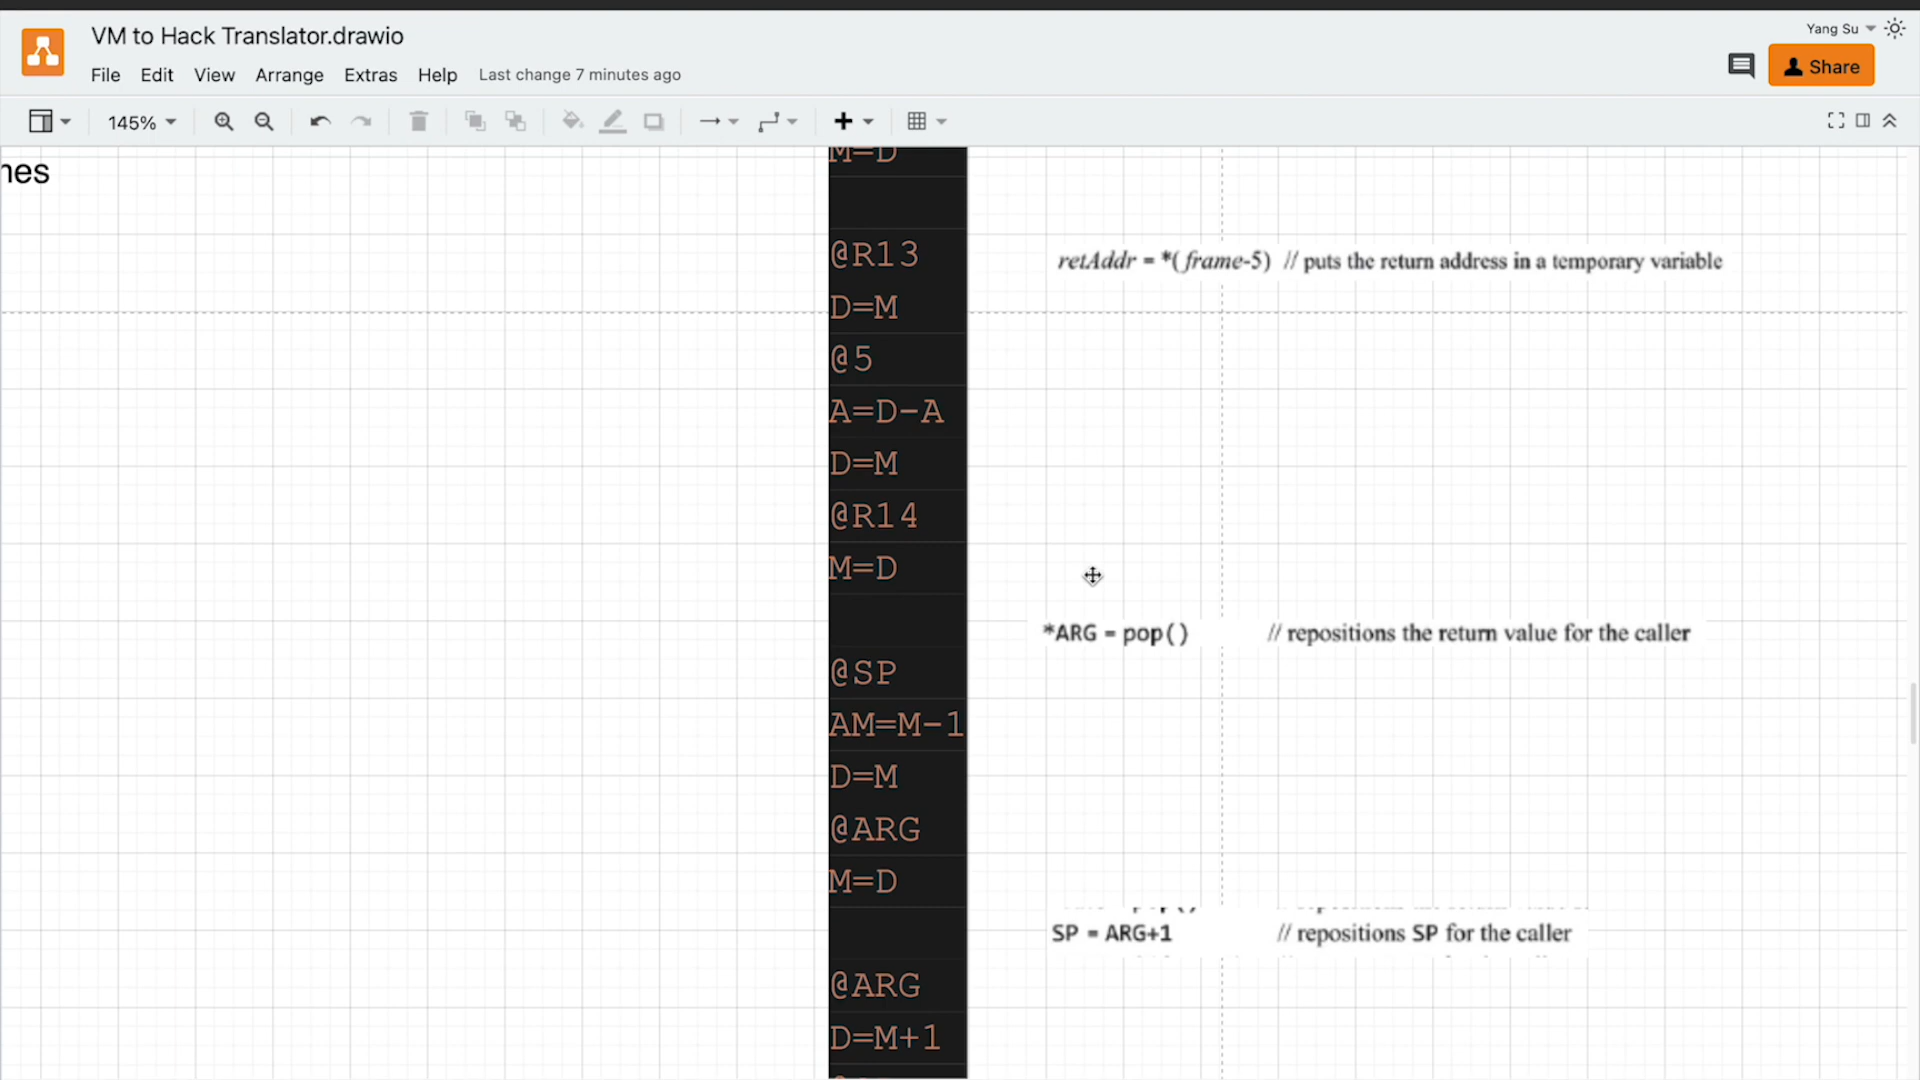 VM to Hack Translator.drawio
Yang Su
File Edit View Arrange Extras Help Last change 7 minutes ago
Share
145%
nes
M=D
@R13
retAddr = *( frame-5) // puts the return address in a temporary variable
D=M
@5
A=D-A
D=M
@R14
M=D
*ARG = pop() // repositions the return value for the caller
@SP
AM=M-1
D=M
@ARG
M=D
SP = ARG+1 // repositions SP for the caller
@ARG
D=M+1